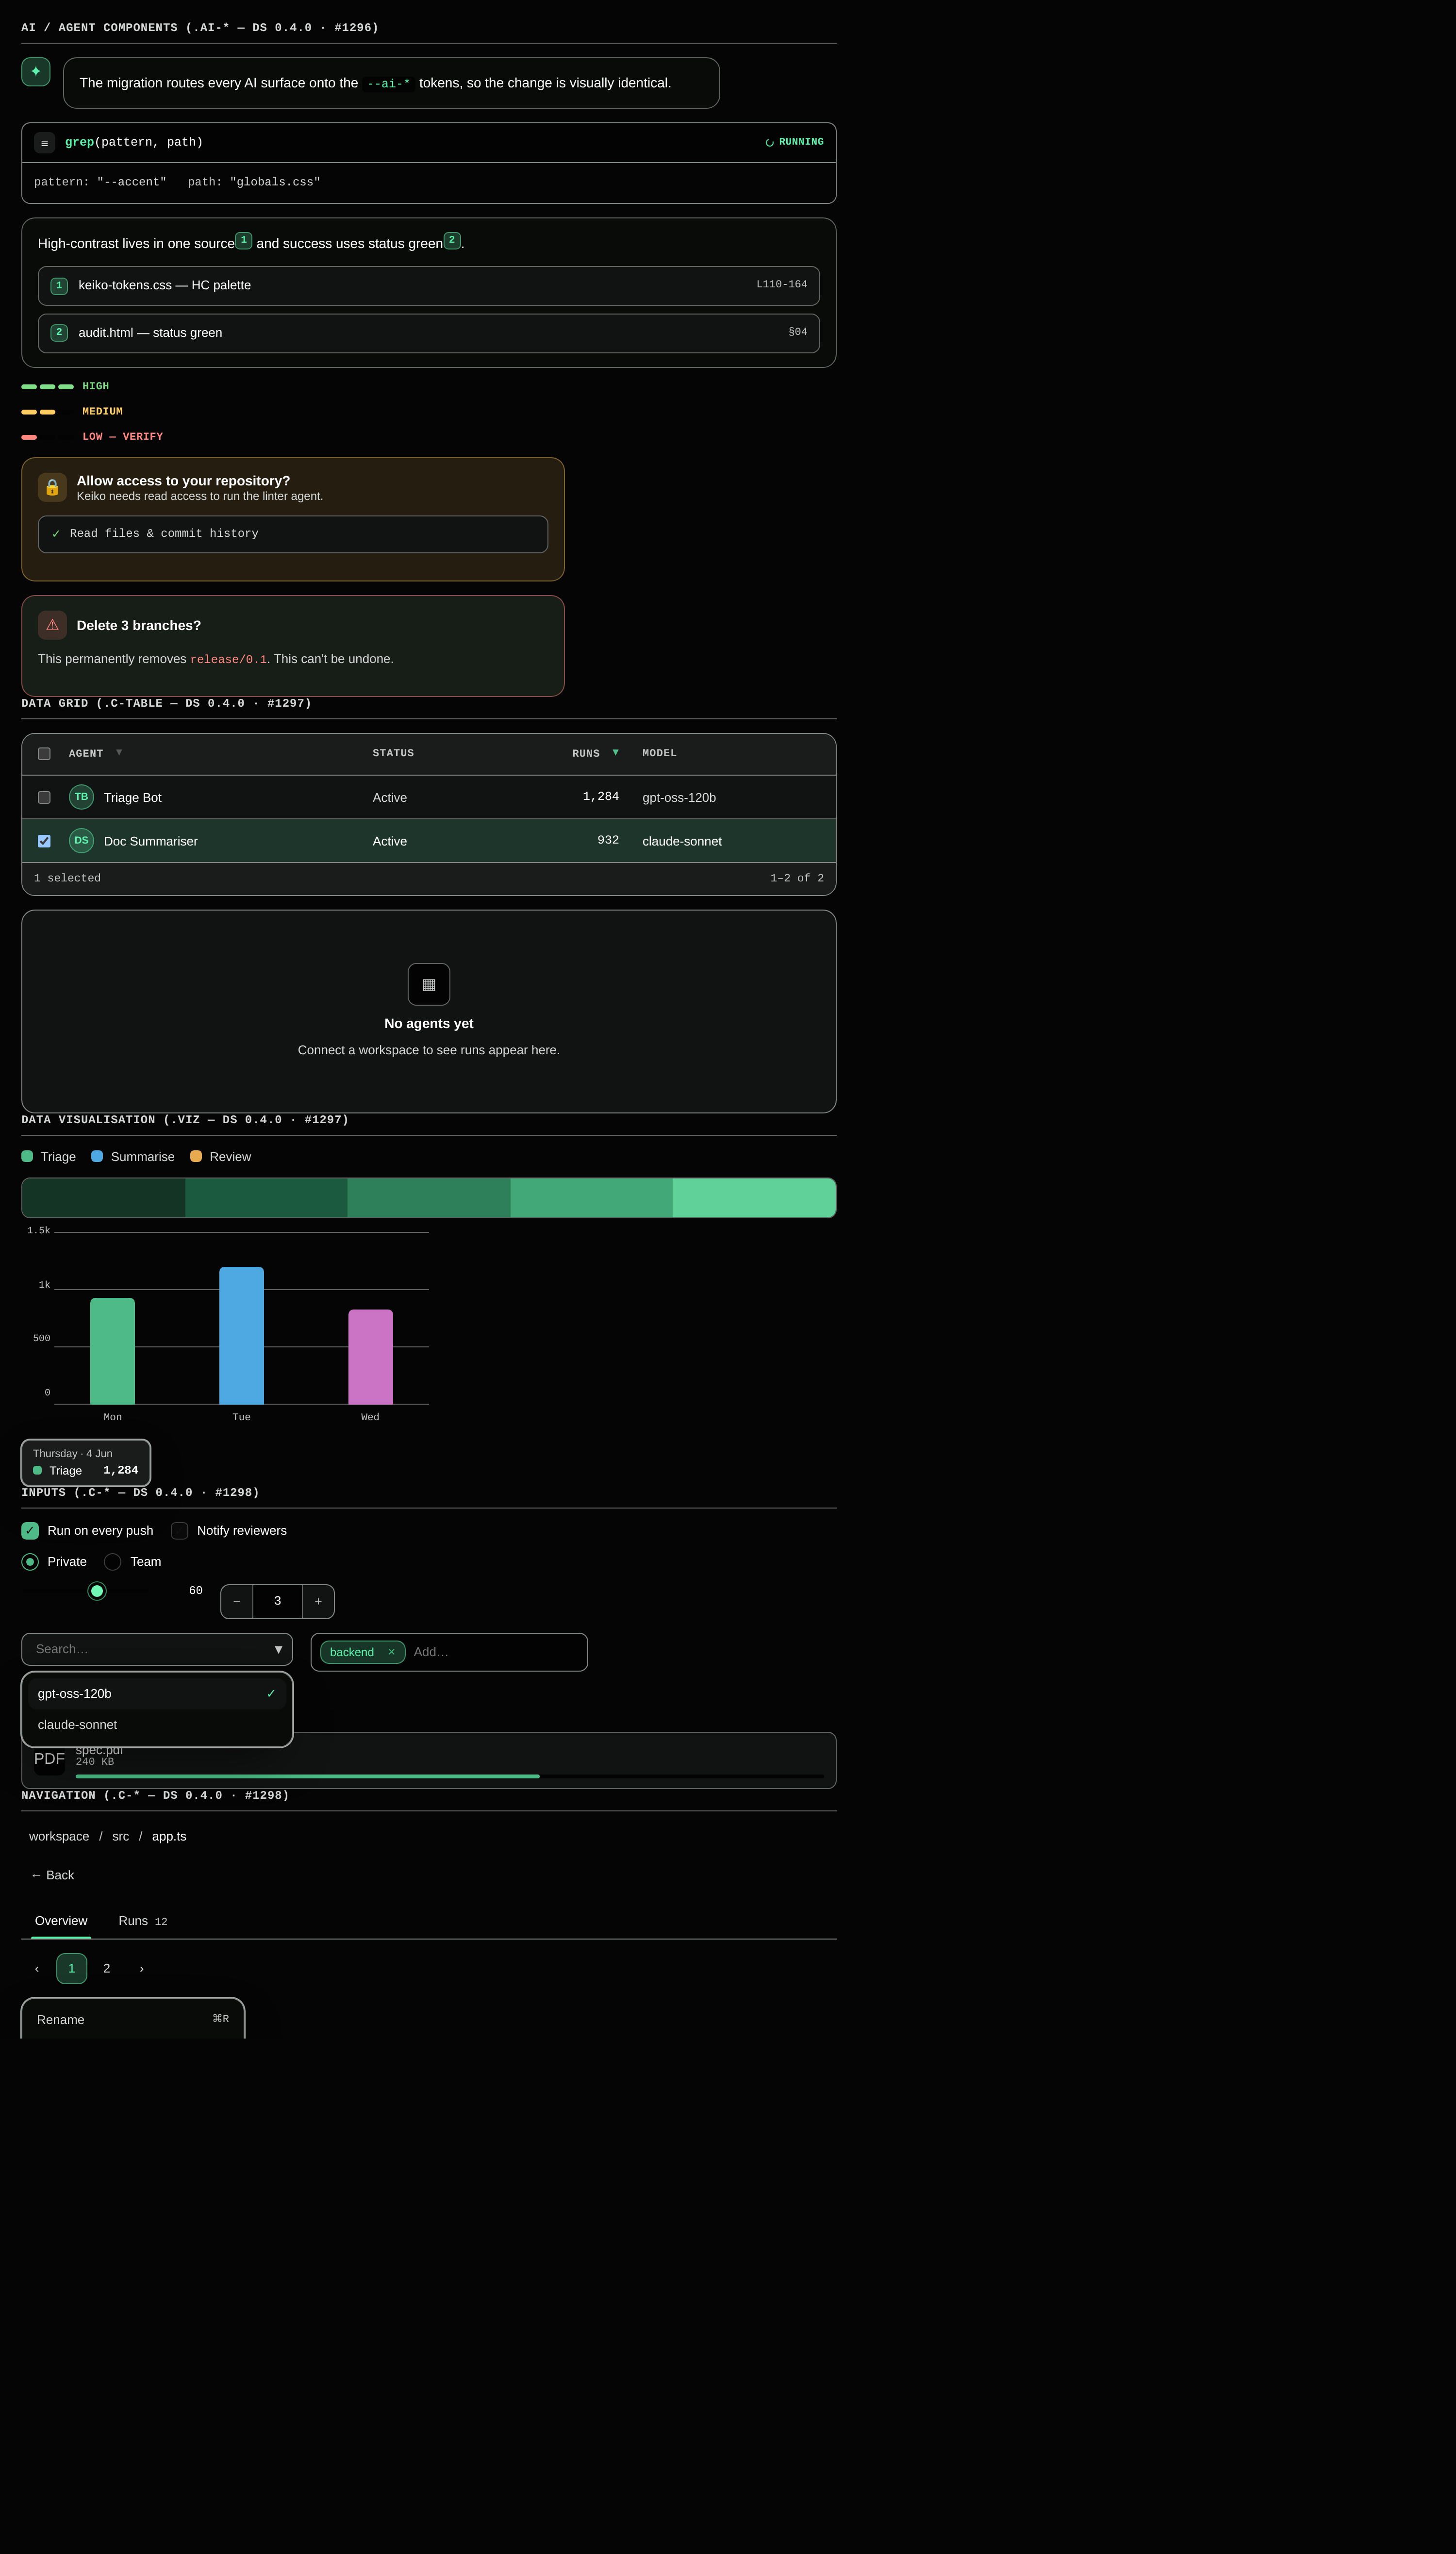 AI / AGENT COMPONENTS (.AI-* — DS 0.4.0 · #1296)
The migration routes every AI surface onto the --ai-* tokens, so the change is visually identical.
grep(pattern, path)
RUNNING
pattern: "--accent" path: "globals.css"
High-contrast lives in one source 1 and success uses status green 2.
1 keiko-tokens.css — HC palette L110-164
2 audit.html — status green §04
HIGH
MEDIUM
LOW — VERIFY
Allow access to your repository?
Keiko needs read access to run the linter agent.
✓ Read files & commit history
Delete 3 branches?
This permanently removes release/0.1. This can't be undone.
DATA GRID (.C-TABLE — DS 0.4.0 · #1297)
AGENT ▼ STATUS RUNS ▼ MODEL
TB Triage Bot Active 1,284 gpt-oss-120b
DS Doc Summariser Active 932 claude-sonnet
1 selected 1–2 of 2
No agents yet
Connect a workspace to see runs appear here.
DATA VISUALISATION (.VIZ — DS 0.4.0 · #1297)
Triage Summarise Review
1.5k
1k
500
0
Mon Tue Wed
Thursday · 4 Jun
Triage 1,284
INPUTS (.C-* — DS 0.4.0 · #1298)
✓ Run on every push Notify reviewers
Private Team
60 − 3 +
Search… ▼ backend × Add…
gpt-oss-120b ✓
claude-sonnet
spec.pdf
PDF 240 KB
NAVIGATION (.C-* — DS 0.4.0 · #1298)
workspace / src / app.ts
← Back
Overview Runs 12
‹ 1 2 ›
Rename ⌘R